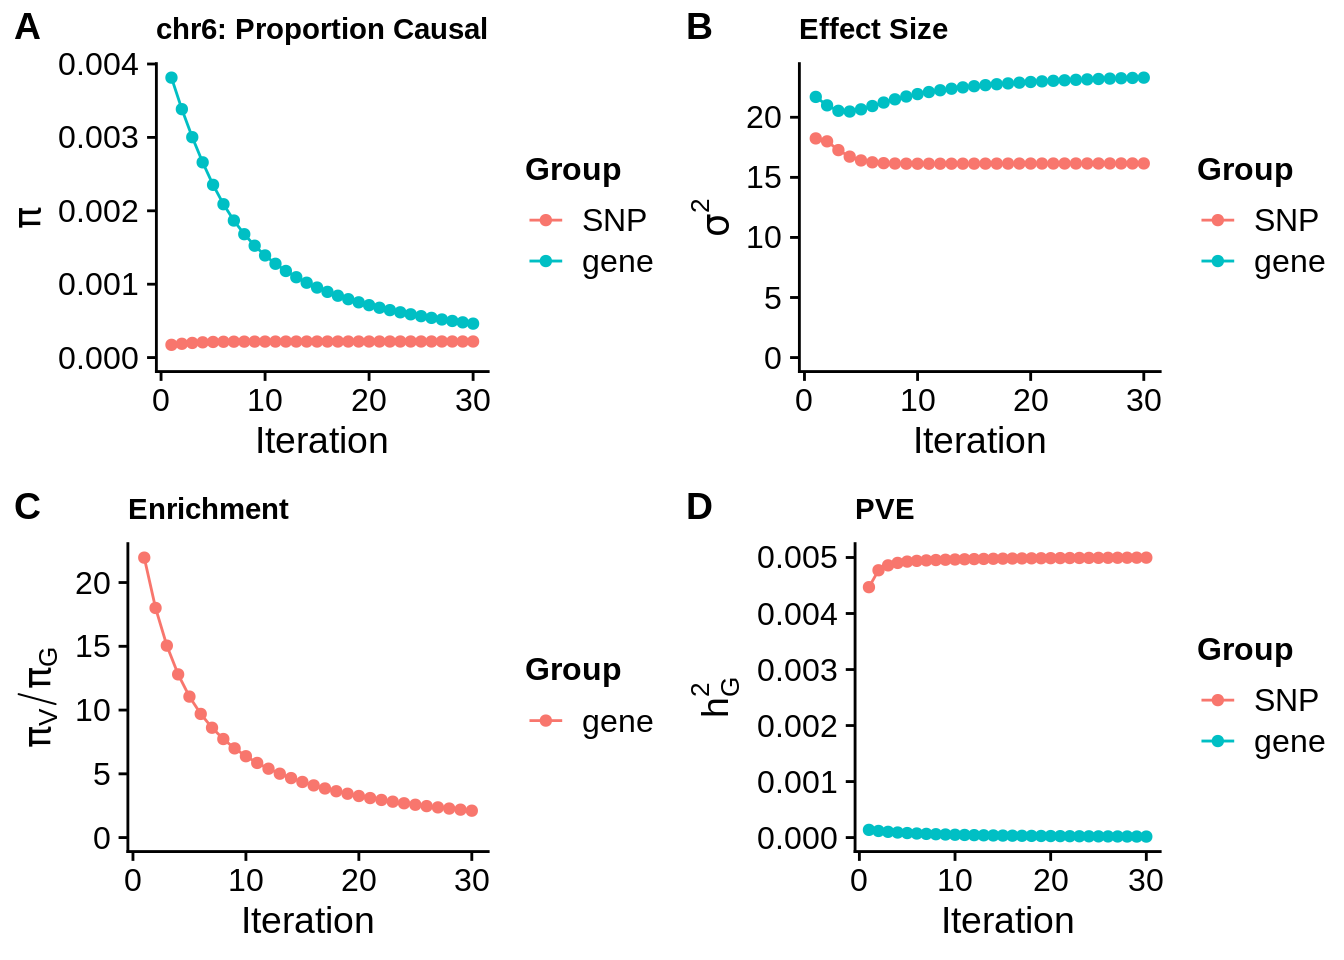 A
chr6: Proportion Causal
0.004
0.003
0.002
0.001
0.000
π
0
10
20
30
Iteration
Group
SNP
gene
B
Effect Size
20
15
10
5
0
σ²
0
10
20
30
Iteration
Group
SNP
gene
C
Enrichment
20
15
10
5
0
π_V/π_G
0
10
20
30
Iteration
Group
gene
D
PVE
0.005
0.004
0.003
0.002
0.001
0.000
h²_G
0
10
20
30
Iteration
Group
SNP
gene